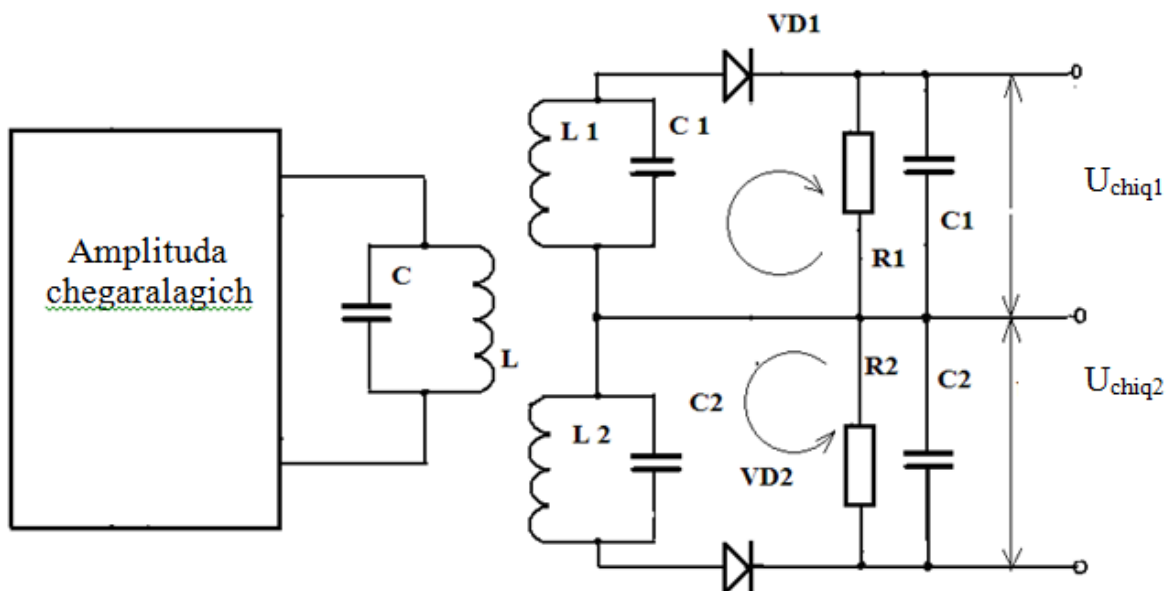 VD1
L 1
C 1
Amplituda
chegaralagich
C
L
R1
C1
Uchiq1
L 2
C2
R2
C2
VD2
Uchiq2